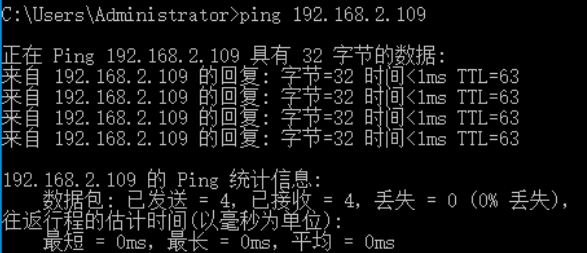 C:\Users\Administrator>ping 192.168.2.109
正在 Ping 192.168.2.109 具有 32 字节的数据:
来自 192.168.2.109 的回复: 字节=32 时间<1ms TTL=63
来自 192.168.2.109 的回复: 字节=32 时间<1ms TTL=63
来自 192.168.2.109 的回复: 字节=32 时间<1ms TTL=63
来自 192.168.2.109 的回复: 字节=32 时间<1ms TTL=63
192.168.2.109 的 Ping 统计信息:
数据包: 已发送 = 4，已接收 = 4，丢失 = 0 (0% 丢失)，
往返行程的估计时间(以毫秒为单位):
最短 = 0ms，最长 = 0ms，平均 = 0ms